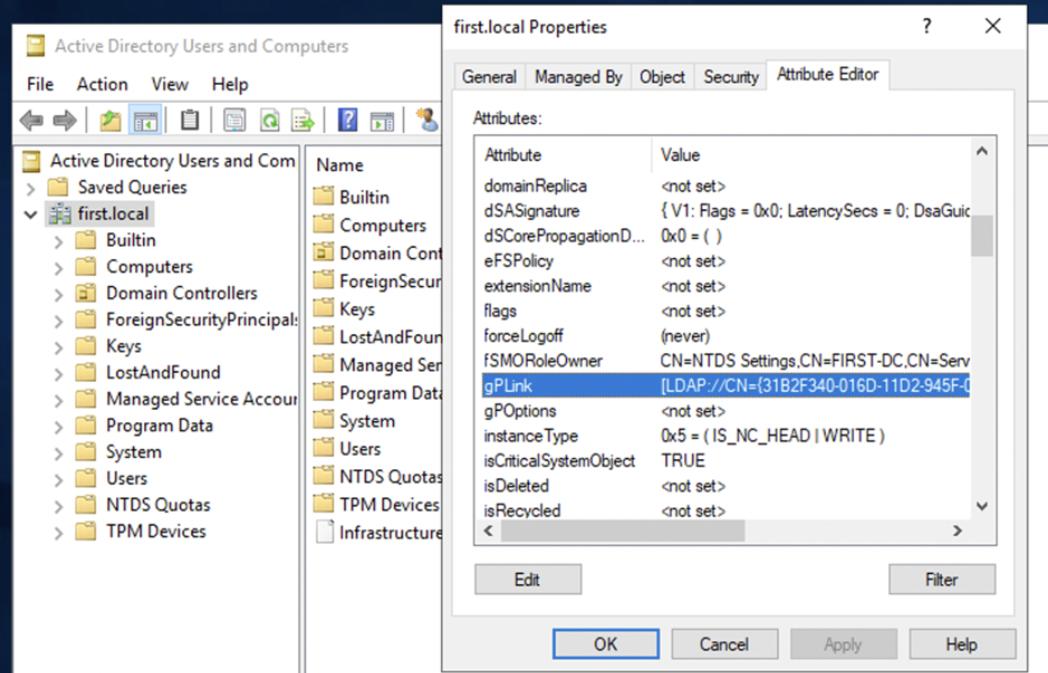 Active Directory Users and Computers
File Action View Help
Active Directory Users and Com
Saved Queries
first.local
Builtin
Computers
Domain Controllers
ForeignSecurityPrincipals
Keys
LostAndFound
Managed Service Accour
Program Data
System
Users
NTDS Quotas
TPM Devices
Name
Builtin
Computers
Domain Cont
ForeignSecur
Keys
LostAndFoun
Managed Ser
Program Data
System
Users
NTDS Quotas
TPM Devices
Infrastructure
first.local Properties
? 
General Managed By Object Security Attribute Editor
Attributes:
Attribute Value
domainReplica <not set>
dSASignature { V1: Flags = 0x0; LatencySecs = 0; DsaGuid
dSCorePropagationD... 0x0 = ( )
eFSPolicy <not set>
extensionName <not set>
flags <not set>
forceLogoff (never)
fSMORoleOwner CN=NTDS Settings,CN=FIRST-DC,CN=Serv
gPLink [LDAP://CN={31B2F340-016D-11D2-945F-0
gPOptions <not set>
instanceType 0x5 = ( IS_NC_HEAD | WRITE )
isCriticalSystemObject TRUE
isDeleted <not set>
isRecycled <not set>
Edit Filter
OK Cancel Apply Help